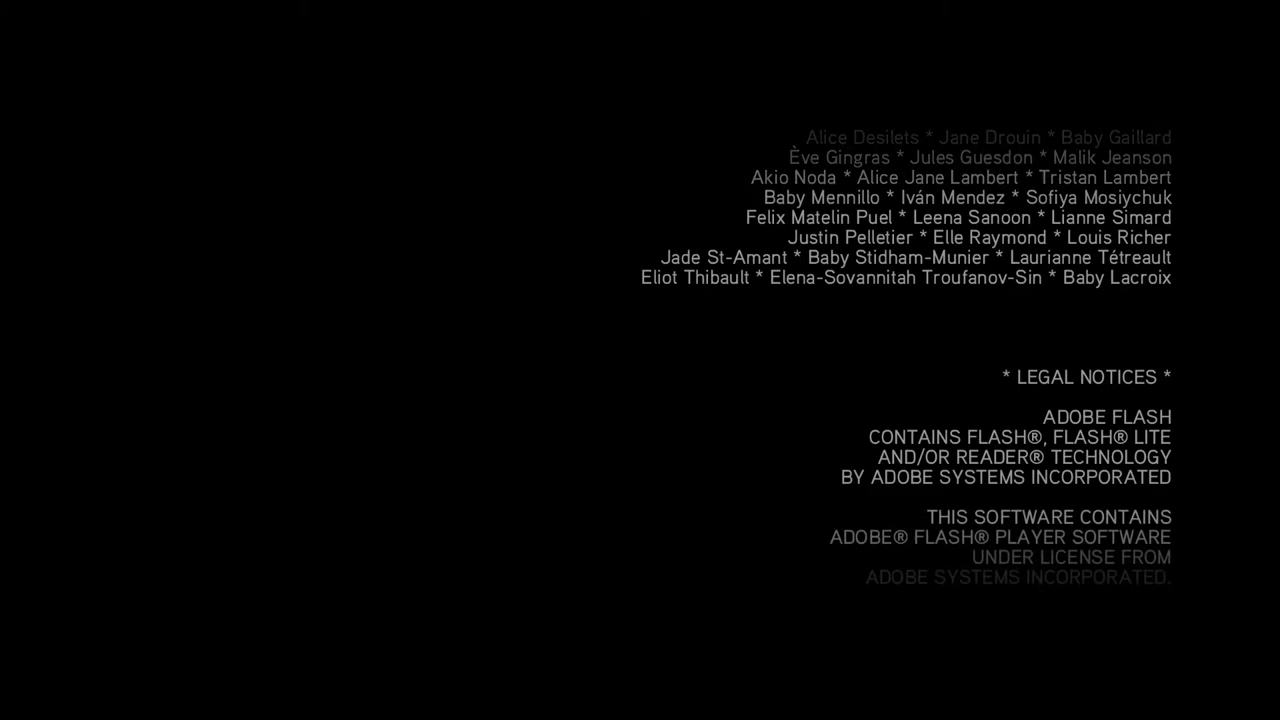 Alice Desilets * Jane Drouin * Baby Gaillard
Ève Gingras * Jules Guesdon * Malik Jeanson
Akio Noda * Alice Jane Lambert * Tristan Lambert
Baby Mennillo * Iván Mendez * Sofiya Mosiychuk
Felix Matelin Puel * Leena Sanoon * Lianne Simard
Justin Pelletier * Elle Raymond * Louis Richer
Jade St-Amant * Baby Stidham-Munier * Laurianne Tétreault
Eliot Thibault * Elena-Sovannitah Troufanov-Sin * Baby Lacroix
* LEGAL NOTICES *
ADOBE FLASH
CONTAINS FLASH®, FLASH® LITE
AND/OR READER® TECHNOLOGY
BY ADOBE SYSTEMS INCORPORATED
THIS SOFTWARE CONTAINS
ADOBE® FLASH® PLAYER SOFTWARE
UNDER LICENSE FROM
ADOBE SYSTEMS INCORPORATED.